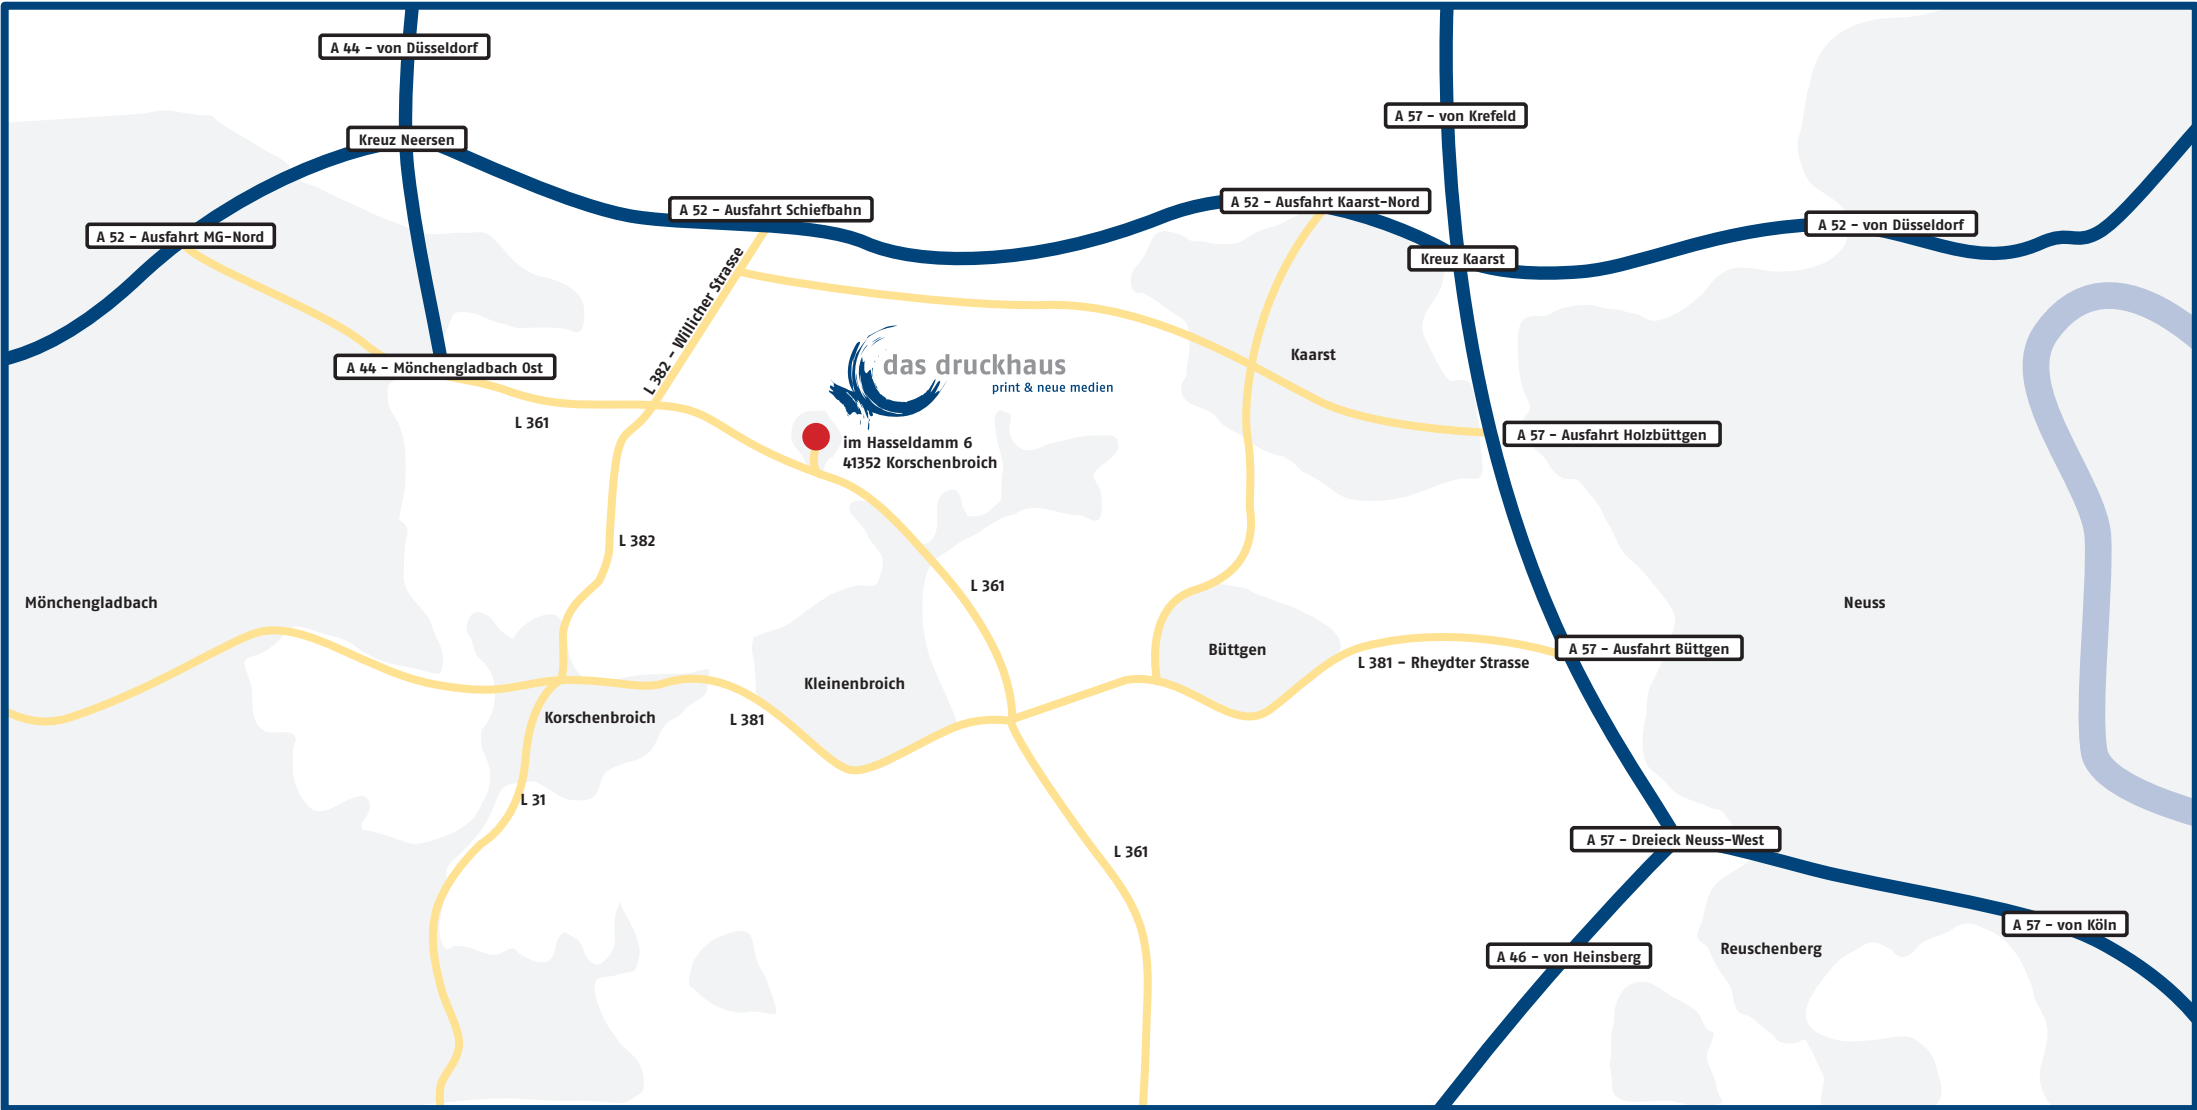 A 44 – von Düsseldorf
A 57 – von Krefeld
Kreuz Neersen
A 52 – Ausfahrt Kaarst-Nord
A 52 – Ausfahrt Schiefbahn
A 52 – von Düsseldorf
A 52 – Ausfahrt MG-Nord
Kreuz Kaarst
L 382 – Willicher Strasse
Kaarst
das druckhaus
print & neue medien
A 44 – Mönchengladbach Ost
L 361
A 57 – Ausfahrt Holzbüttgen
im Hasseldamm 6
41352 Korschenbroich
L 382
L 361
Mönchengladbach
Neuss
Büttgen
A 57 – Ausfahrt Büttgen
L 381 – Rheydter Strasse
Kleinenbroich
Korschenbroich
L 381
L 31
A 57 – Dreieck Neuss-West
L 361
A 57 – von Köln
Reuschenberg
A 46 – von Heinsberg